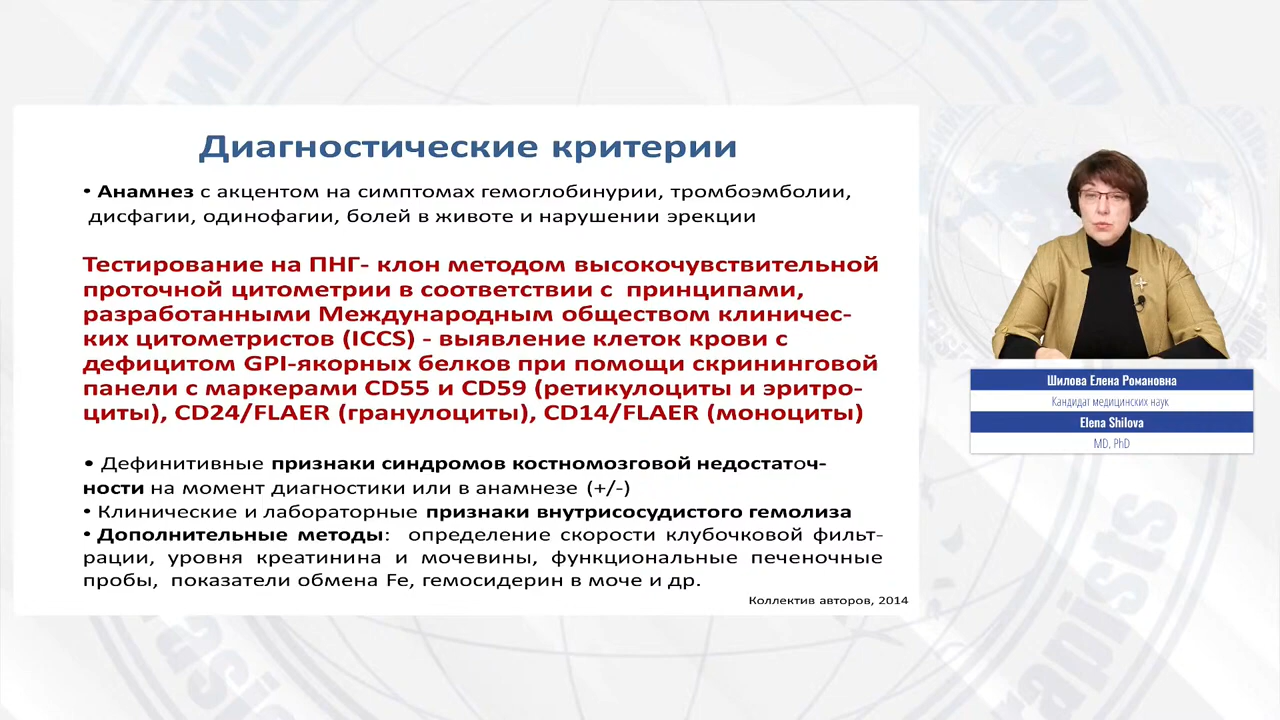 Диагностические критерии
• Анамнез с акцентом на симптомах гемоглобинурии, тромбоэмболии,
дисфагии, одинофагии, болей в животе и нарушении эрекции
Тестирование на ПНГ- клон методом высокочувствительной
проточной цитометрии в соответствии с принципами,
разработанными Международным обществом клиничес-
ких цитометристов (ICCS) - выявление клеток крови с
дефицитом GPI-якорных белков при помощи скрининговой
панели с маркерами CD55 и CD59 (ретикулоциты и эритро-
циты), CD24/FLAER (гранулоциты), CD14/FLAER (моноциты)
• Дефинитивные признаки синдромов костномозговой недостаточ-
ности на момент диагностики или в анамнезе (+/-)
• Клинические и лабораторные признаки внутрисосудистого гемолиза
• Дополнительные методы: определение скорости клубочковой фильт-
рации, уровня креатинина и мочевины, функциональные печеночные
пробы, показатели обмена Fe, гемосидерин в моче и др.
Коллектив авторов, 2014
Шилова Елена Романовна
Кандидат медицинских наук
Elena Shilova
MD, PhD